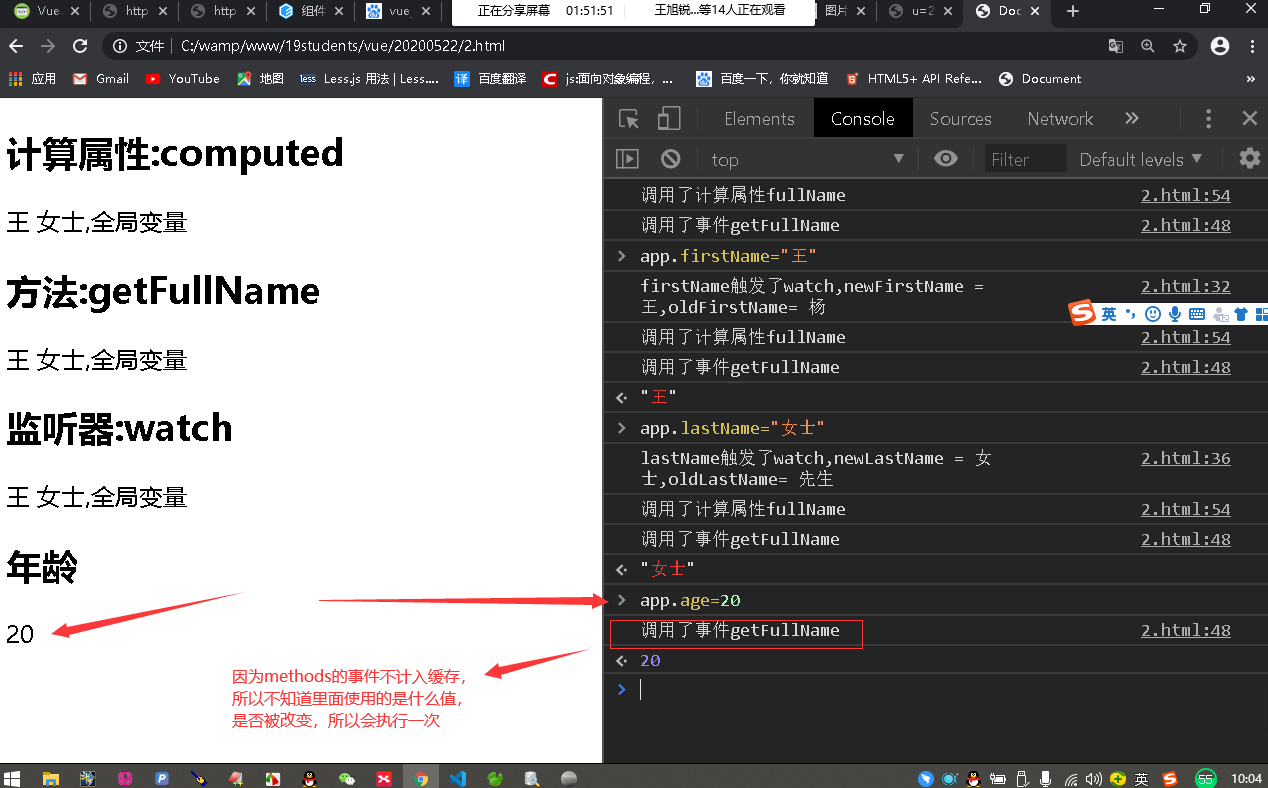 Vue.
http
http
组件
vue_
正在分享屏幕 01:51:51 王旭锐...等14人正在观看
图片
u=2
Doc
文件 C:/wamp/www/19students/vue/20200522/2.html
应用 Gmail YouTube 地图 Less.js 用法 | Less.... 百度翻译 js:面向对象编程，... 百度一下，你就知道 HTML5+ API Refe... Document
计算属性:computed
王 女士,全局变量
方法:getFullName
王 女士,全局变量
监听器:watch
王 女士,全局变量
年龄
20
因为methods的事件不计入缓存，
所以不知道里面使用的是什么值，
是否被改变，所以会执行一次
Elements Console Sources Network
top Filter Default levels
调用了计算属性fullName 2.html:54
调用了事件getFullName 2.html:48
app.firstName="王"
firstName触发了watch,newFirstName = 2.html:32
王,oldFirstName= 杨
英
调用了计算属性fullName 2.html:54
调用了事件getFullName 2.html:48
"王"
app.lastName="女士"
lastName触发了watch,newLastName = 女 2.html:36
士,oldLastName= 先生
调用了计算属性fullName 2.html:54
调用了事件getFullName 2.html:48
"女士"
app.age=20
调用了事件getFullName 2.html:48
20
英 55 10:04